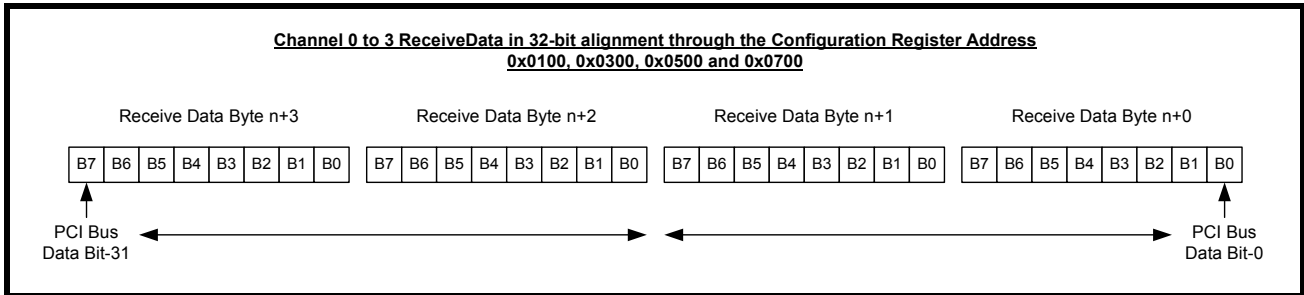 Channel 0 to 3 ReceiveData in 32-bit alignment through the Configuration Register Address
0x0100, 0x0300, 0x0500 and 0x0700
Receive Data Byte n+3 Receive Data Byte n+2 Receive Data Byte n+1 Receive Data Byte n+0
B7 B6 B5 B4 B3 B2 B1 B0 B7 B6 B5 B4 B3 B2 B1 B0 B7 B6 B5 B4 B3 B2 B1 B0 B7 B6 B5 B4 B3 B2 B1 B0
PCI Bus PCI Bus
Data Bit-31 Data Bit-0